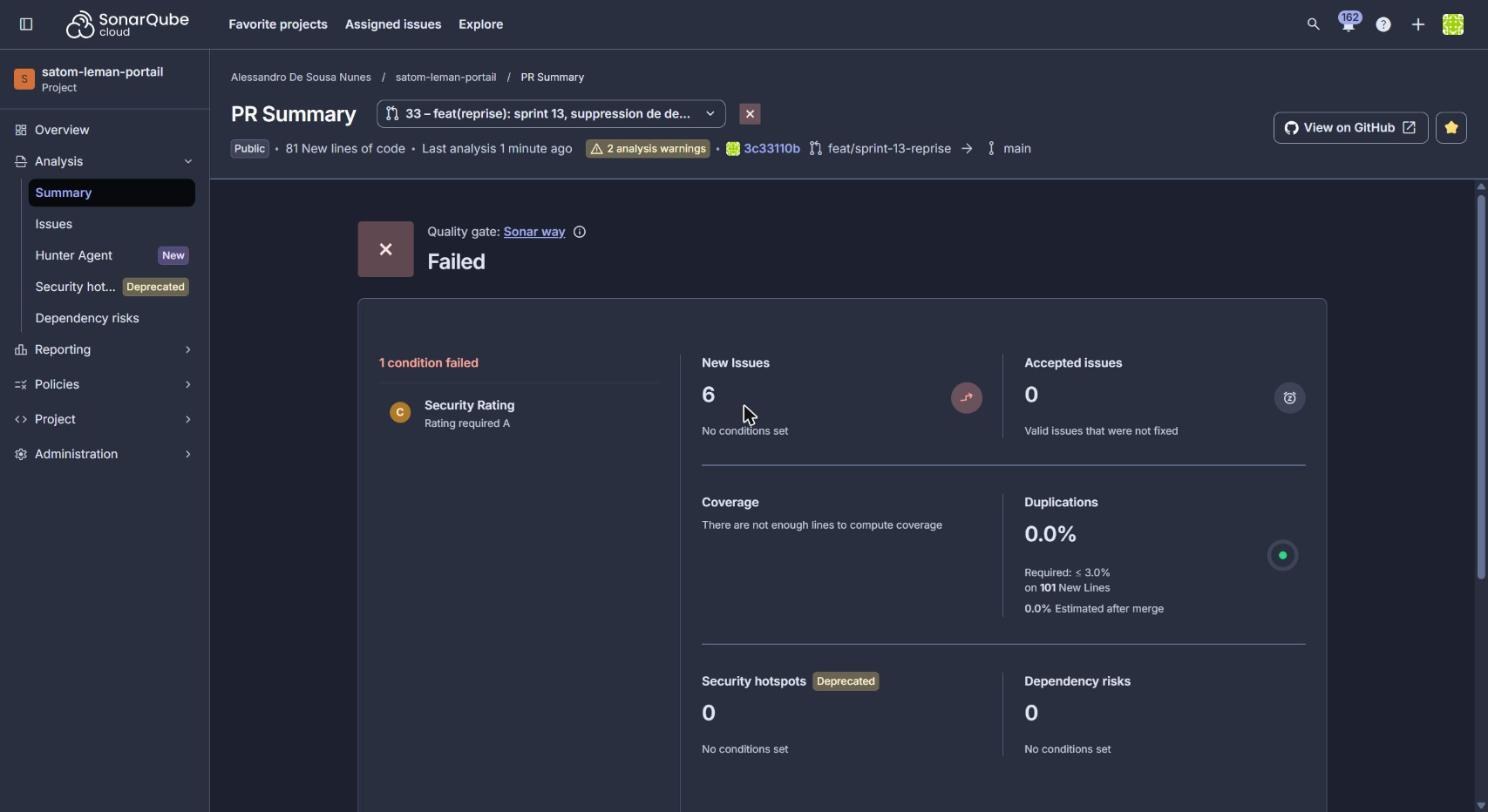 SonarQube cloud
Favorite projects
Assigned issues
Explore
162
S
satom-leman-portail
Project
Overview
Analysis
Summary
Issues
Hunter Agent New
Security hot... Deprecated
Dependency risks
Reporting
Policies
Project
Administration
Alessandro De Sousa Nunes / satom-leman-portail / PR Summary
PR Summary
33 – feat(reprise): sprint 13, suppression de de...
View on GitHub
Public • 81 New lines of code • Last analysis 1 minute ago 2 analysis warnings • 3c33110b feat/sprint-13-reprise → main
Quality gate: Sonar way
Failed
1 condition failed
C
Security Rating
Rating required A
New Issues
6
No conditions set
Accepted issues
0
Valid issues that were not fixed
Coverage
There are not enough lines to compute coverage
Duplications
0.0%
Required: ≤ 3.0%
on 101 New Lines
0.0% Estimated after merge
Security hotspots Deprecated
0
No conditions set
Dependency risks
0
No conditions set